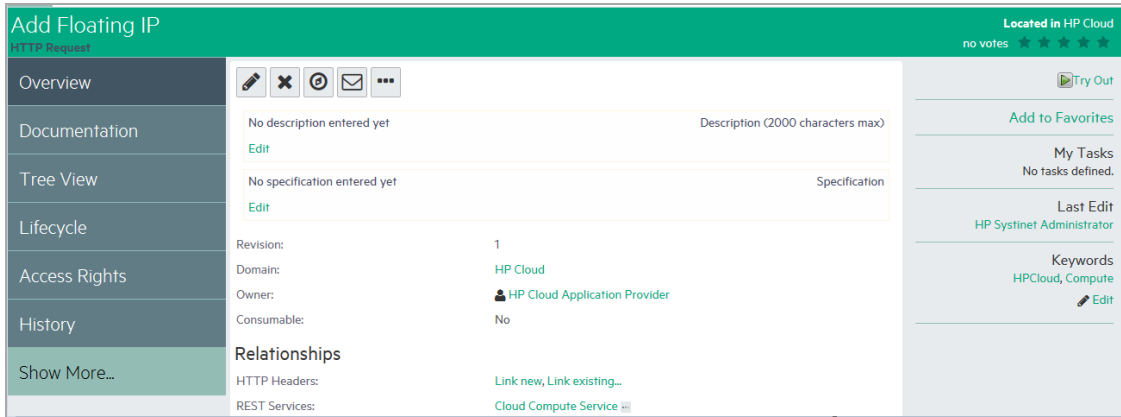 Add Floating IP
HTTP Request
Located in HP Cloud
no votes
Overview
Documentation
Tree View
Lifecycle
Access Rights
History
Show More...
No description entered yet Description (2000 characters max)
Edit
No specification entered yet Specification
Edit
Revision: 1
Domain: HP Cloud
Owner: HP Cloud Application Provider
Consumable: No
Relationships
HTTP Headers: Link new, Link existing...
REST Services: Cloud Compute Service
Try Out
Add to Favorites
My Tasks
No tasks defined.
Last Edit
HP Systinet Administrator
Keywords
HPCloud, Compute
Edit